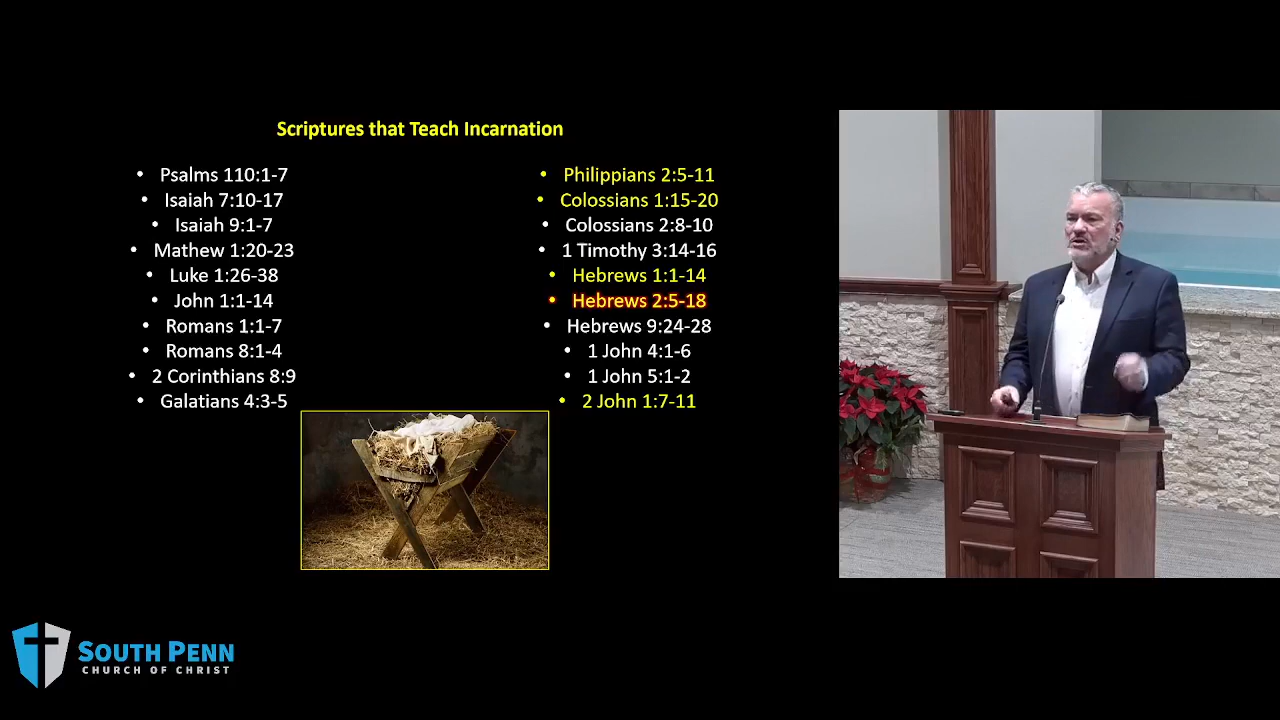 Scriptures that Teach Incarnation
• Psalms 110:1-7
• Isaiah 7:10-17
• Isaiah 9:1-7
• Mathew 1:20-23
• Luke 1:26-38
• John 1:1-14
• Romans 1:1-7
• Romans 8:1-4
• 2 Corinthians 8:9
• Galatians 4:3-5
• Philippians 2:5-11
• Colossians 1:15-20
• Colossians 2:8-10
• 1 Timothy 3:14-16
• Hebrews 1:1-14
• Hebrews 2:5-18
• Hebrews 9:24-28
• 1 John 4:1-6
• 1 John 5:1-2
• 2 John 1:7-11
SOUTH PENN
CHURCH OF CHRIST